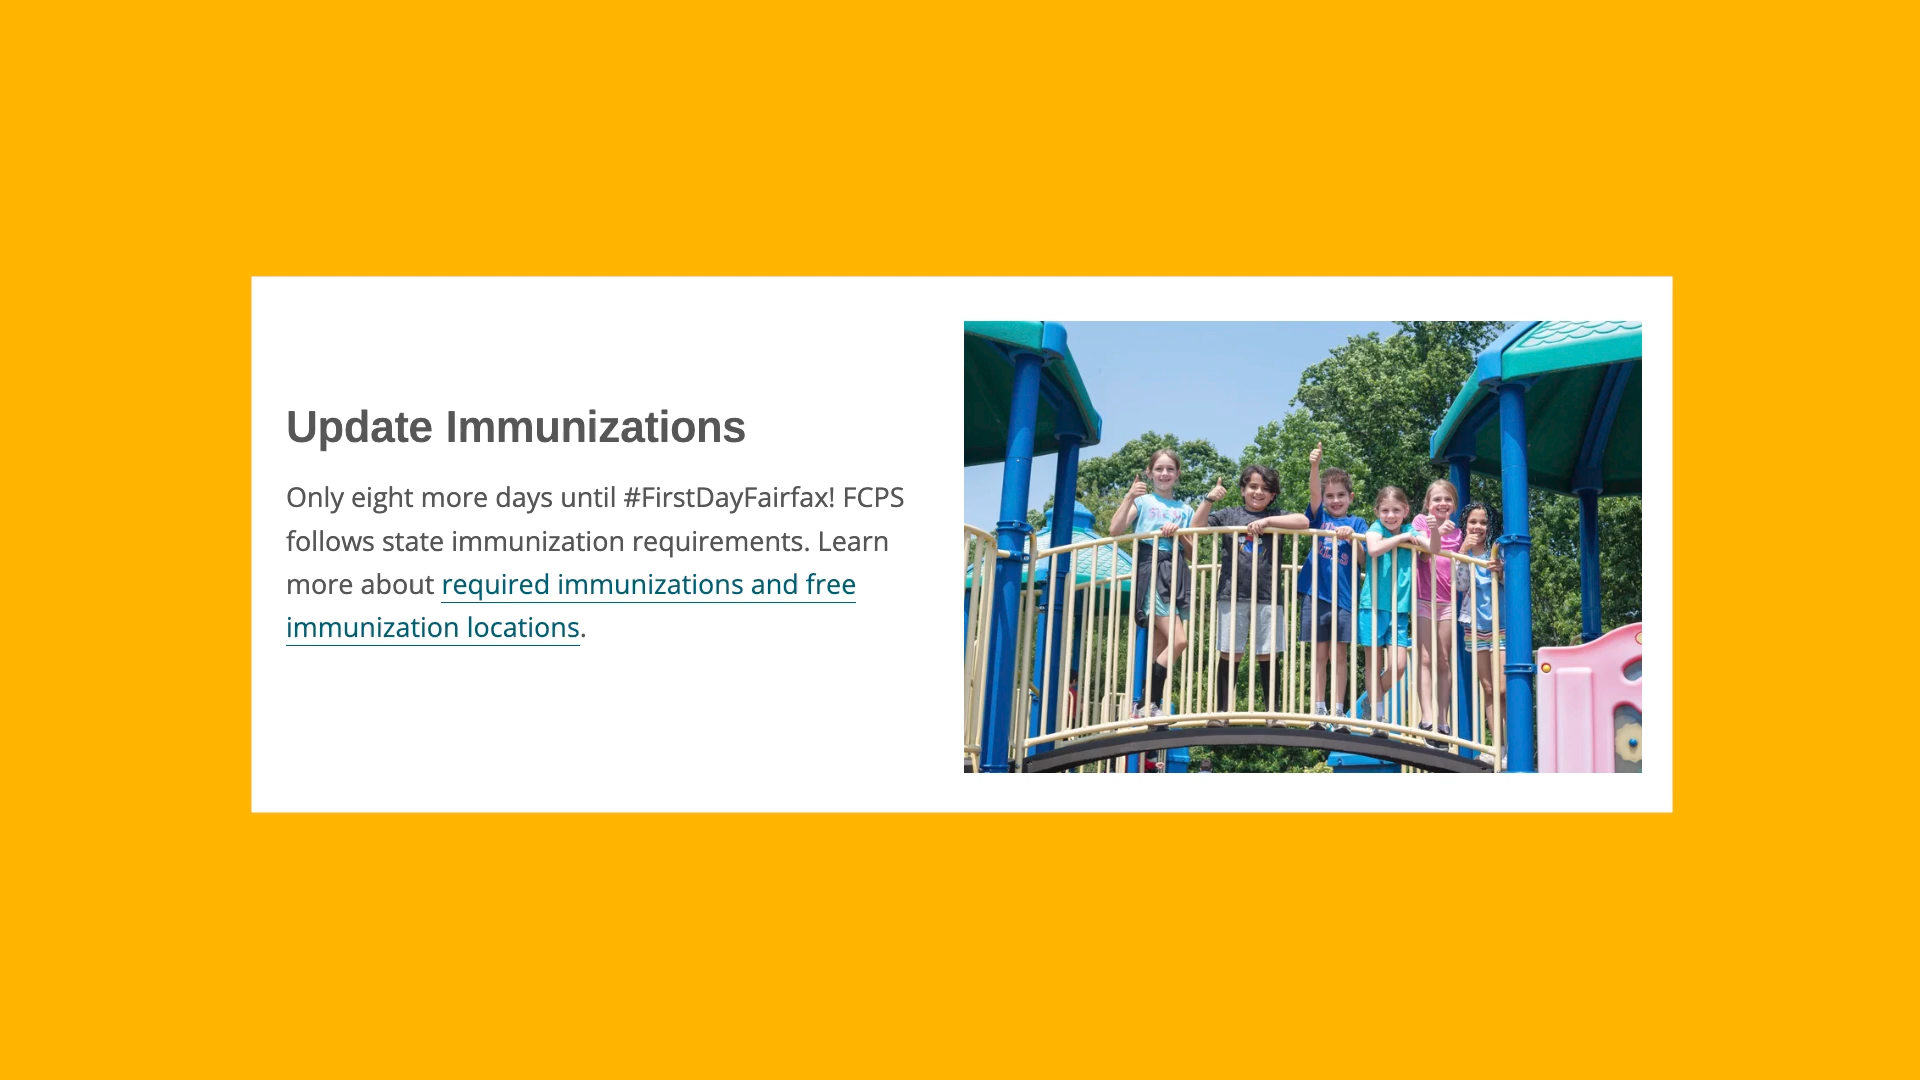 Update Immunizations
Only eight more days until #FirstDayFairfax! FCPS
follows state immunization requirements. Learn
more about required immunizations and free
immunization locations.